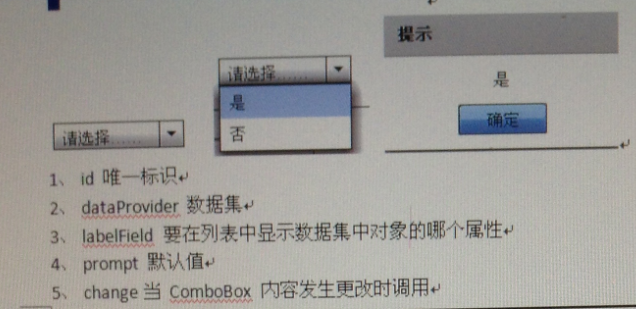 提示
请选择......
是
是
否
确定
请选择......
1、 id 唯一标识
2、 dataProvider 数据集
3、 labelField 要在列表中显示数据集中对象的哪个属性
4、 prompt 默认值
5、 change 当 ComboBox 内容发生更改时调用